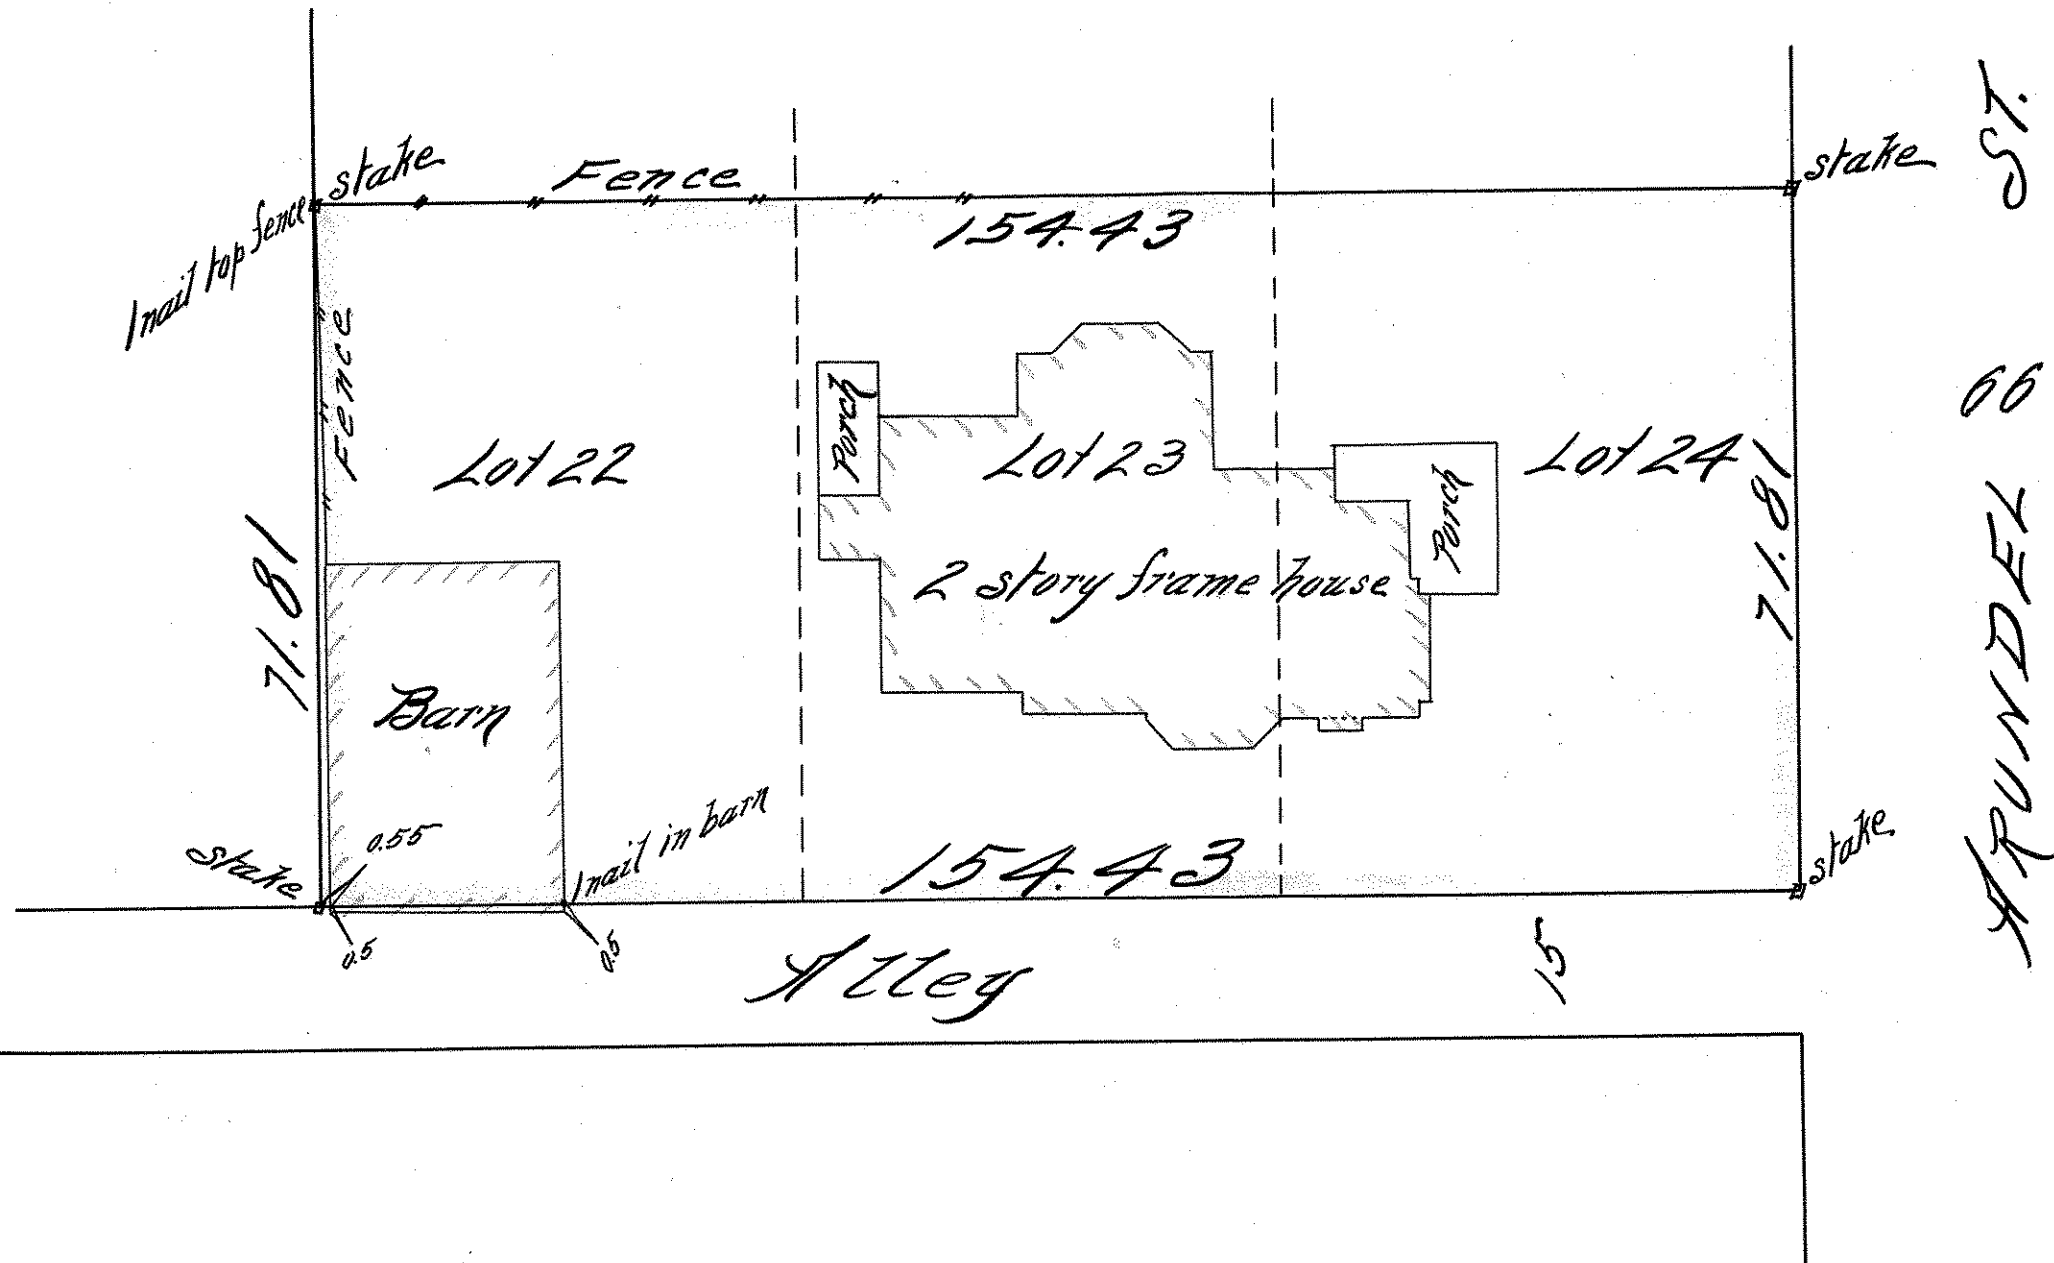 stake
Fence
stake
1 nail top fence
154.43
Fence
Porch
Lot 22
Lot 23
Lot 24
Porch
71.81
71.81
2 story frame house
Barn
0.55
1 nail in barn
154.43
stake
stake
0.5
0.5
Alley
15
ARUNDEL 66 ST.